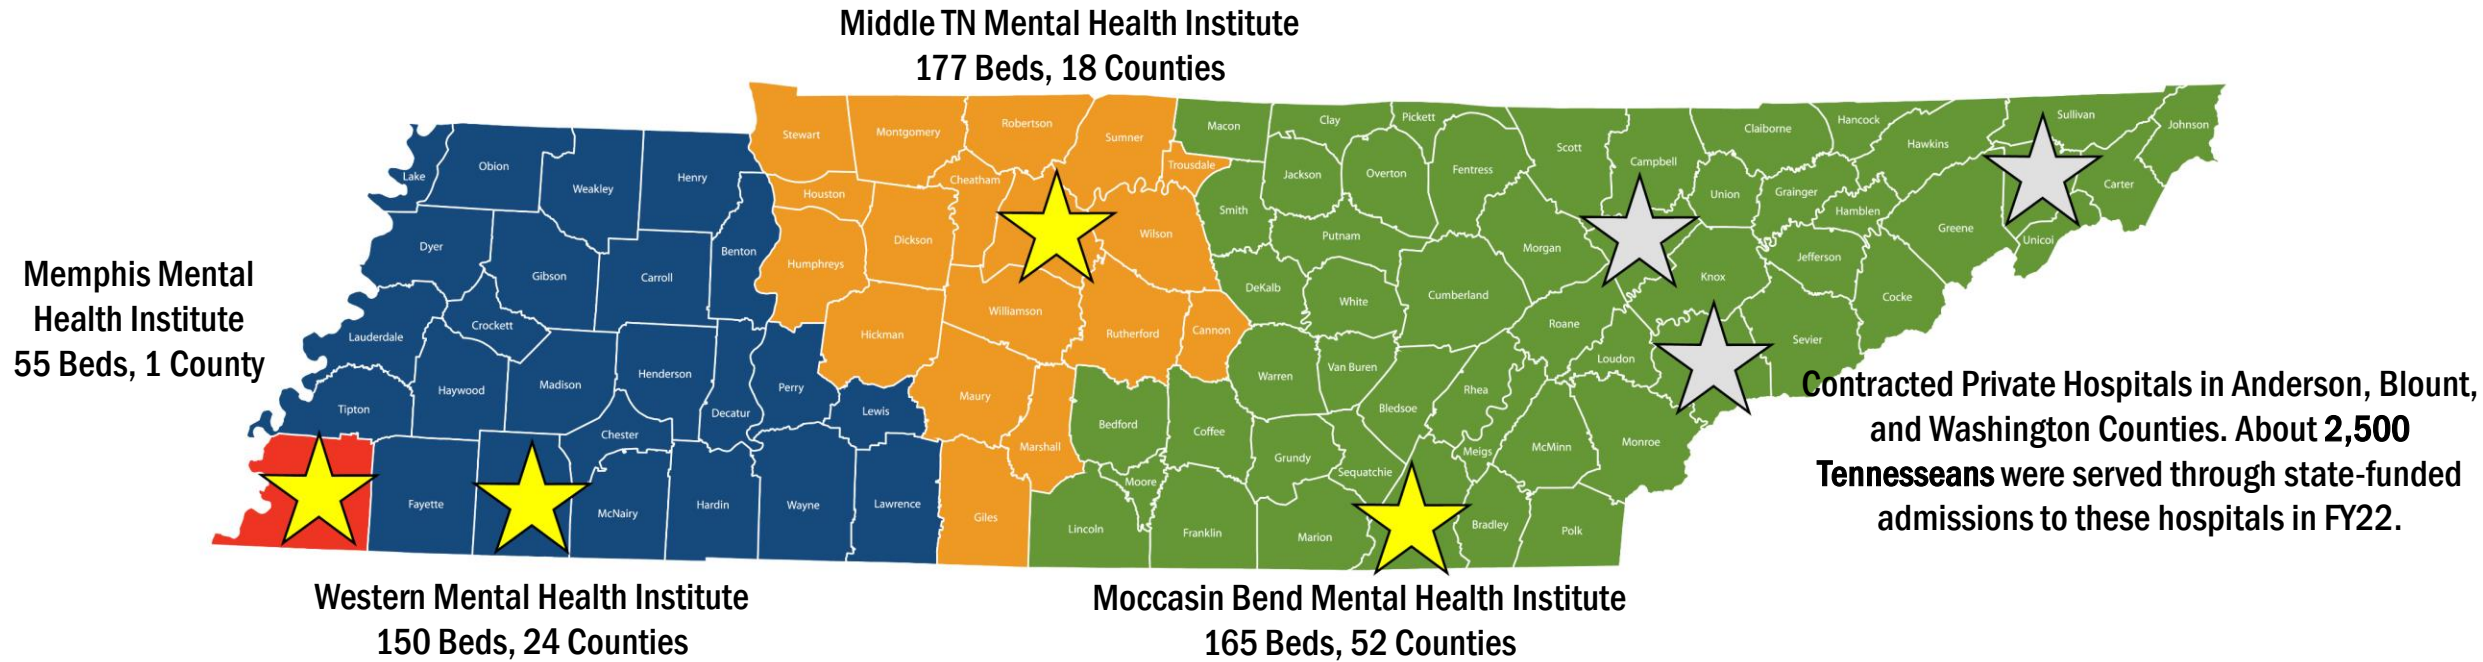 Middle TN Mental Health Institute
177 Beds, 18 Counties
Memphis Mental
Health Institute
55 Beds, 1 County
Western Mental Health Institute
150 Beds, 24 Counties
Moccasin Bend Mental Health Institute
165 Beds, 52 Counties
Contracted Private Hospitals in Anderson, Blount,
and Washington Counties. About 2,500
Tennesseans were served through state-funded
admissions to these hospitals in FY22.
Lake
Obion
Weakley
Henry
Dyer
Gibson
Carroll
Benton
Lauderdale
Crockett
Haywood
Madison
Henderson
Decatur
Perry
Lewis
Tipton
Chester
Fayette
McNairy
Hardin
Wayne
Lawrence
Stewart
Montgomery
Robertson
Sumner
Trousdale
Houston
Cheatham
Dickson
Humphreys
Wilson
Hickman
Williamson
Rutherford
Cannon
Maury
Marshall
Giles
Macon
Clay
Pickett
Scott
Campbell
Claiborne
Hancock
Hawkins
Sullivan
Johnson
Jackson
Overton
Fentress
Union
Grainger
Hamblen
Carter
Smith
Putnam
Morgan
Greene
Unicoi
DeKalb
White
Cumberland
Knox
Jefferson
Cocke
Roane
Loudon
Sevier
Warren
Van Buren
Rhea
Bledsoe
Bedford
Coffee
Grundy
Sequatchie
Meigs
McMinn
Monroe
Moore
Lincoln
Franklin
Marion
Bradley
Polk